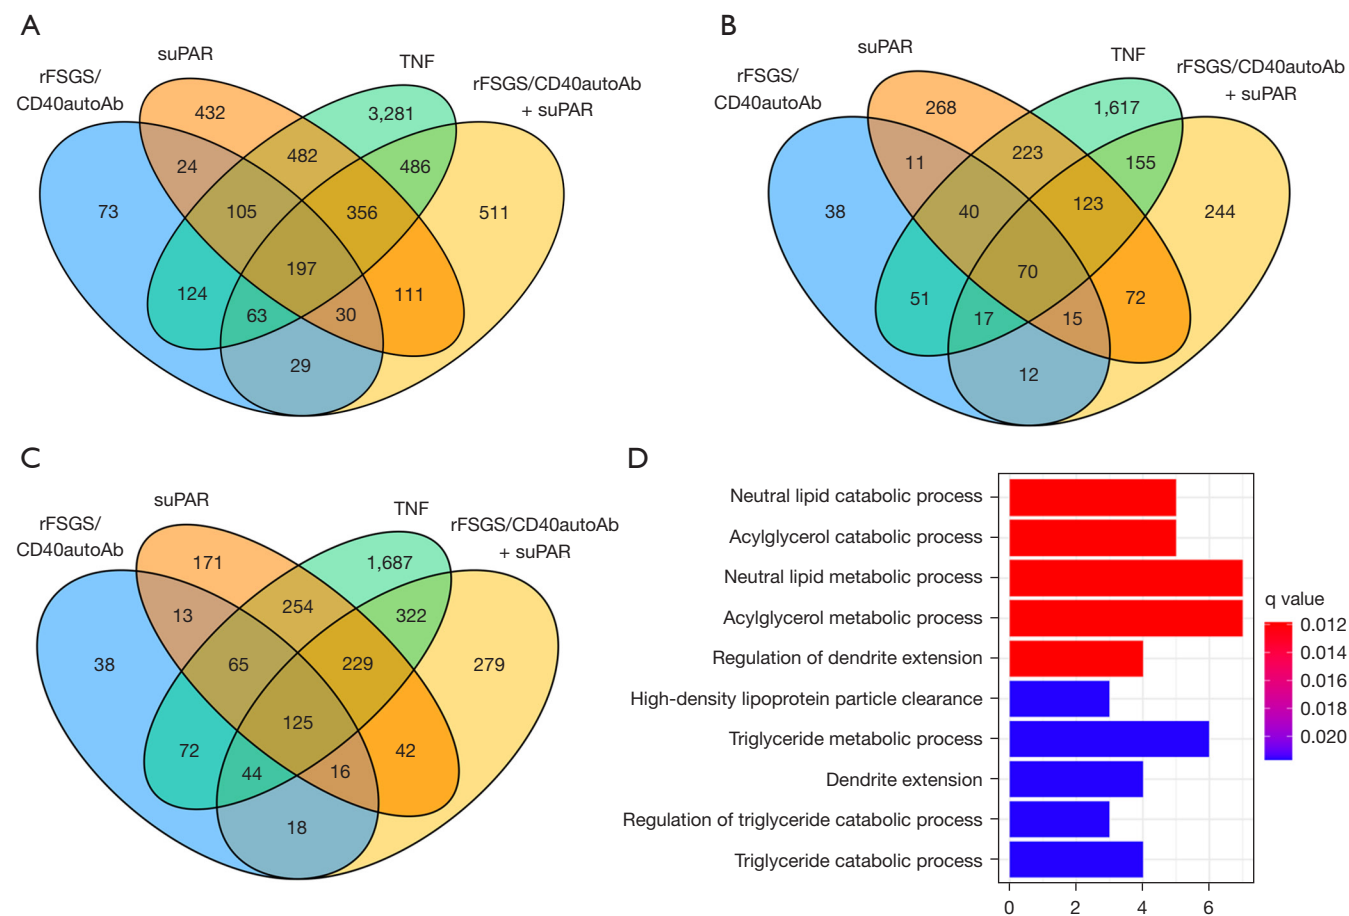 A
suPAR
TNF
rFSGS/
CD40autoAb
rFSGS/CD40autoAb
+ suPAR
432
3,281
24
482
486
73
105
356
511
197
124
63
30
111
29
B
suPAR
TNF
rFSGS/
CD40autoAb
rFSGS/CD40autoAb
+ suPAR
268
1,617
11
223
155
38
40
123
244
70
51
17
15
72
12
C
suPAR
TNF
rFSGS/
CD40autoAb
rFSGS/CD40autoAb
+ suPAR
171
1,687
13
254
322
38
65
229
279
125
72
44
16
42
18
D
Neutral lipid catabolic process
Acylglycerol catabolic process
Neutral lipid metabolic process
Acylglycerol metabolic process
Regulation of dendrite extension
High-density lipoprotein particle clearance
Triglyceride metabolic process
Dendrite extension
Regulation of triglyceride catabolic process
Triglyceride catabolic process
0 2 4 6
q value
0.012
0.014
0.016
0.018
0.020